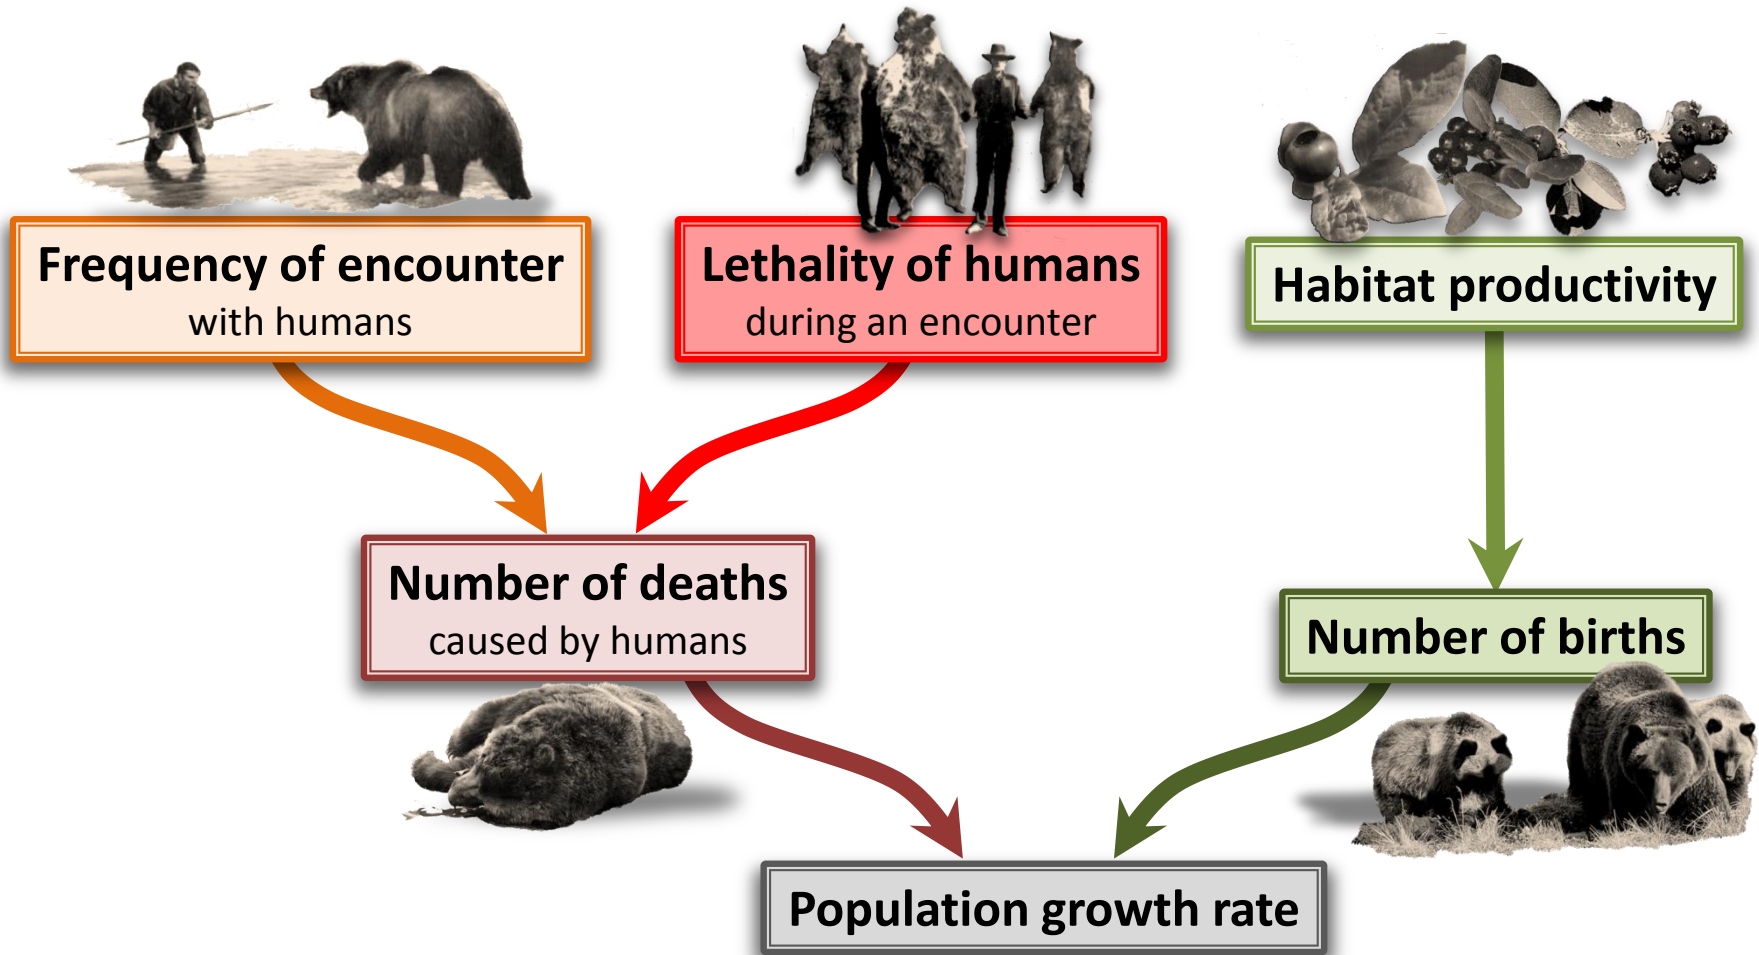 Frequency of encounter
with humans
Lethality of humans
during an encounter
Habitat productivity
Number of deaths
caused by humans
Number of births
Population growth rate